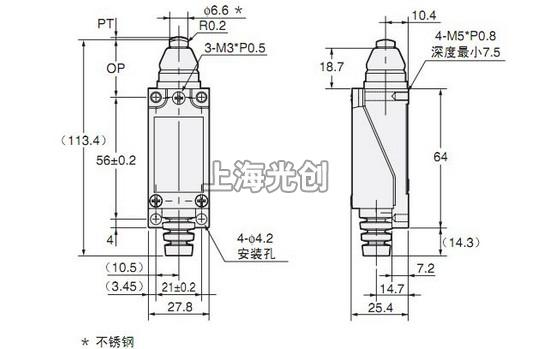 PT
OP
φ6.6 *
R0.2
3-M3*P0.5
(113.4)
56±0.2
4
(10.5)
(3.45)
21±0.2
27.8
4-φ4.2
安装孔
10.4
4-M5*P0.8
深度最小7.5
18.7
64
(14.3)
7.2
14.7
25.4
上海光创
* 不锈钢